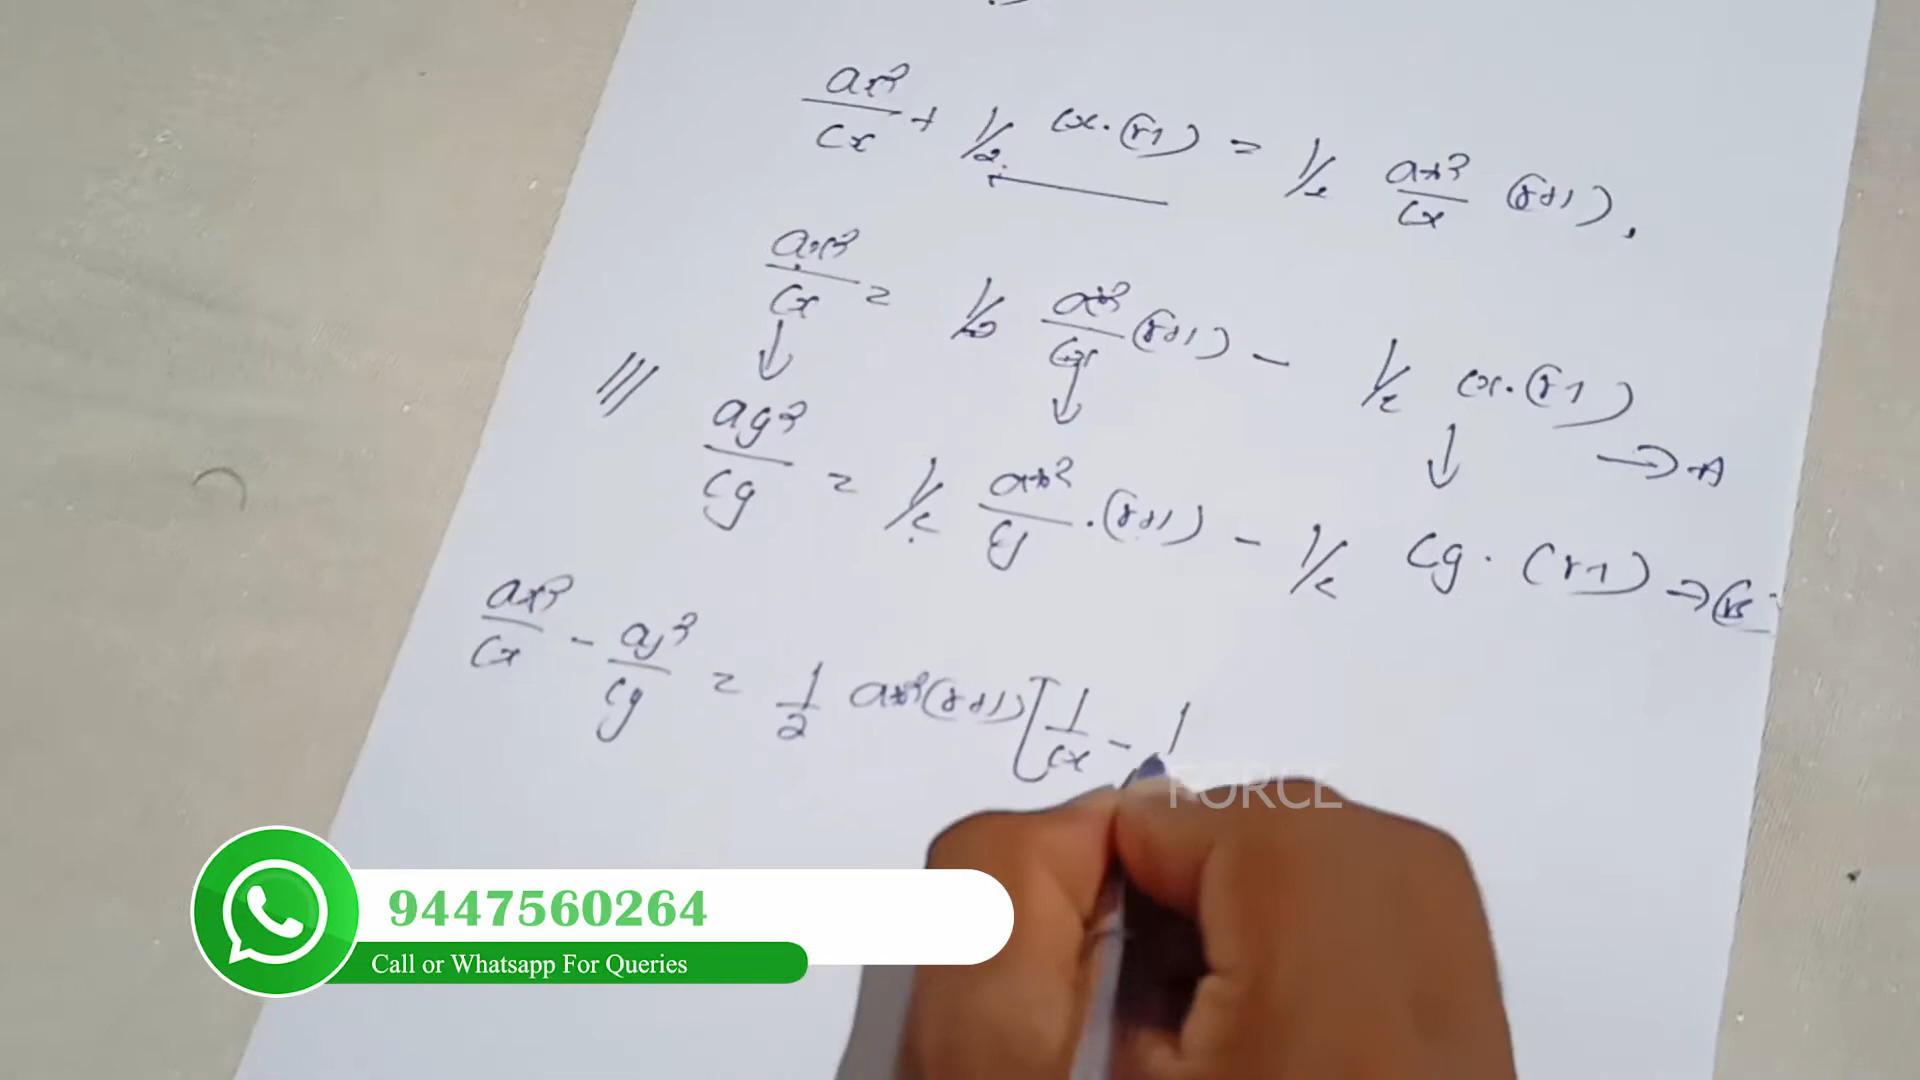 ax²/cx + 1/2 cx.(r-1) = 1/2 ax²/cx (r+1).
ax²/cx = 1/2 ax²/cx (r+1) - 1/2 cx.(r-1) → A
/// ay²/cy = 1/2 ax²/cy .(r+1) - 1/2 cy.(r-1) → B
ax²/cx - ay²/cy = 1/2 ax²(r+1)[1/cx - 1
FORCE
9447560264
Call or Whatsapp For Queries